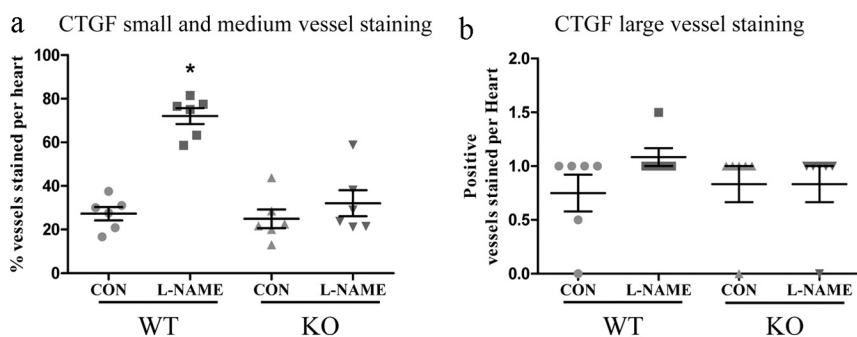 a CTGF small and medium vessel staining
% vessels stained per heart
100
80
60
40
20
0
*
CON L-NAME CON L-NAME
WT KO
b CTGF large vessel staining
Positive
vessels stained per Heart
2.0
1.5
1.0
0.5
0.0
CON L-NAME CON L-NAME
WT KO